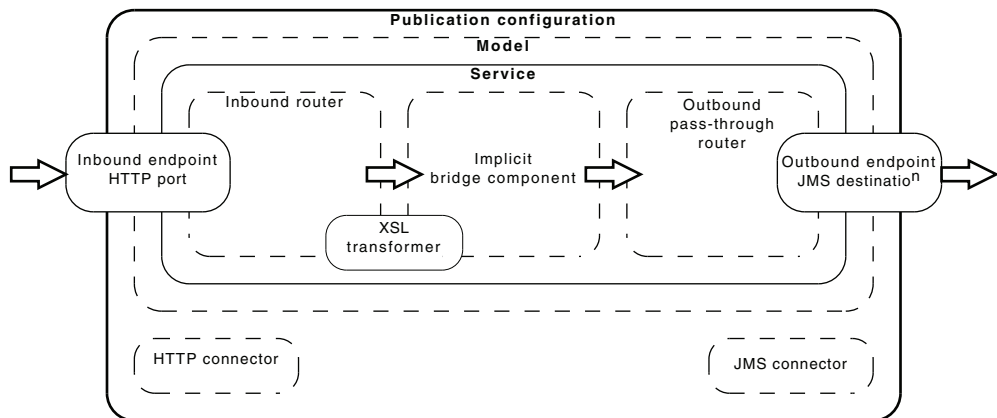 Publication configuration
Model
Service
Inbound router
Outbound
pass-through
router
Inbound endpoint
HTTP port
Implicit
bridge component
Outbound endpoint
JMS destination
XSL
transformer
HTTP connector
JMS connector